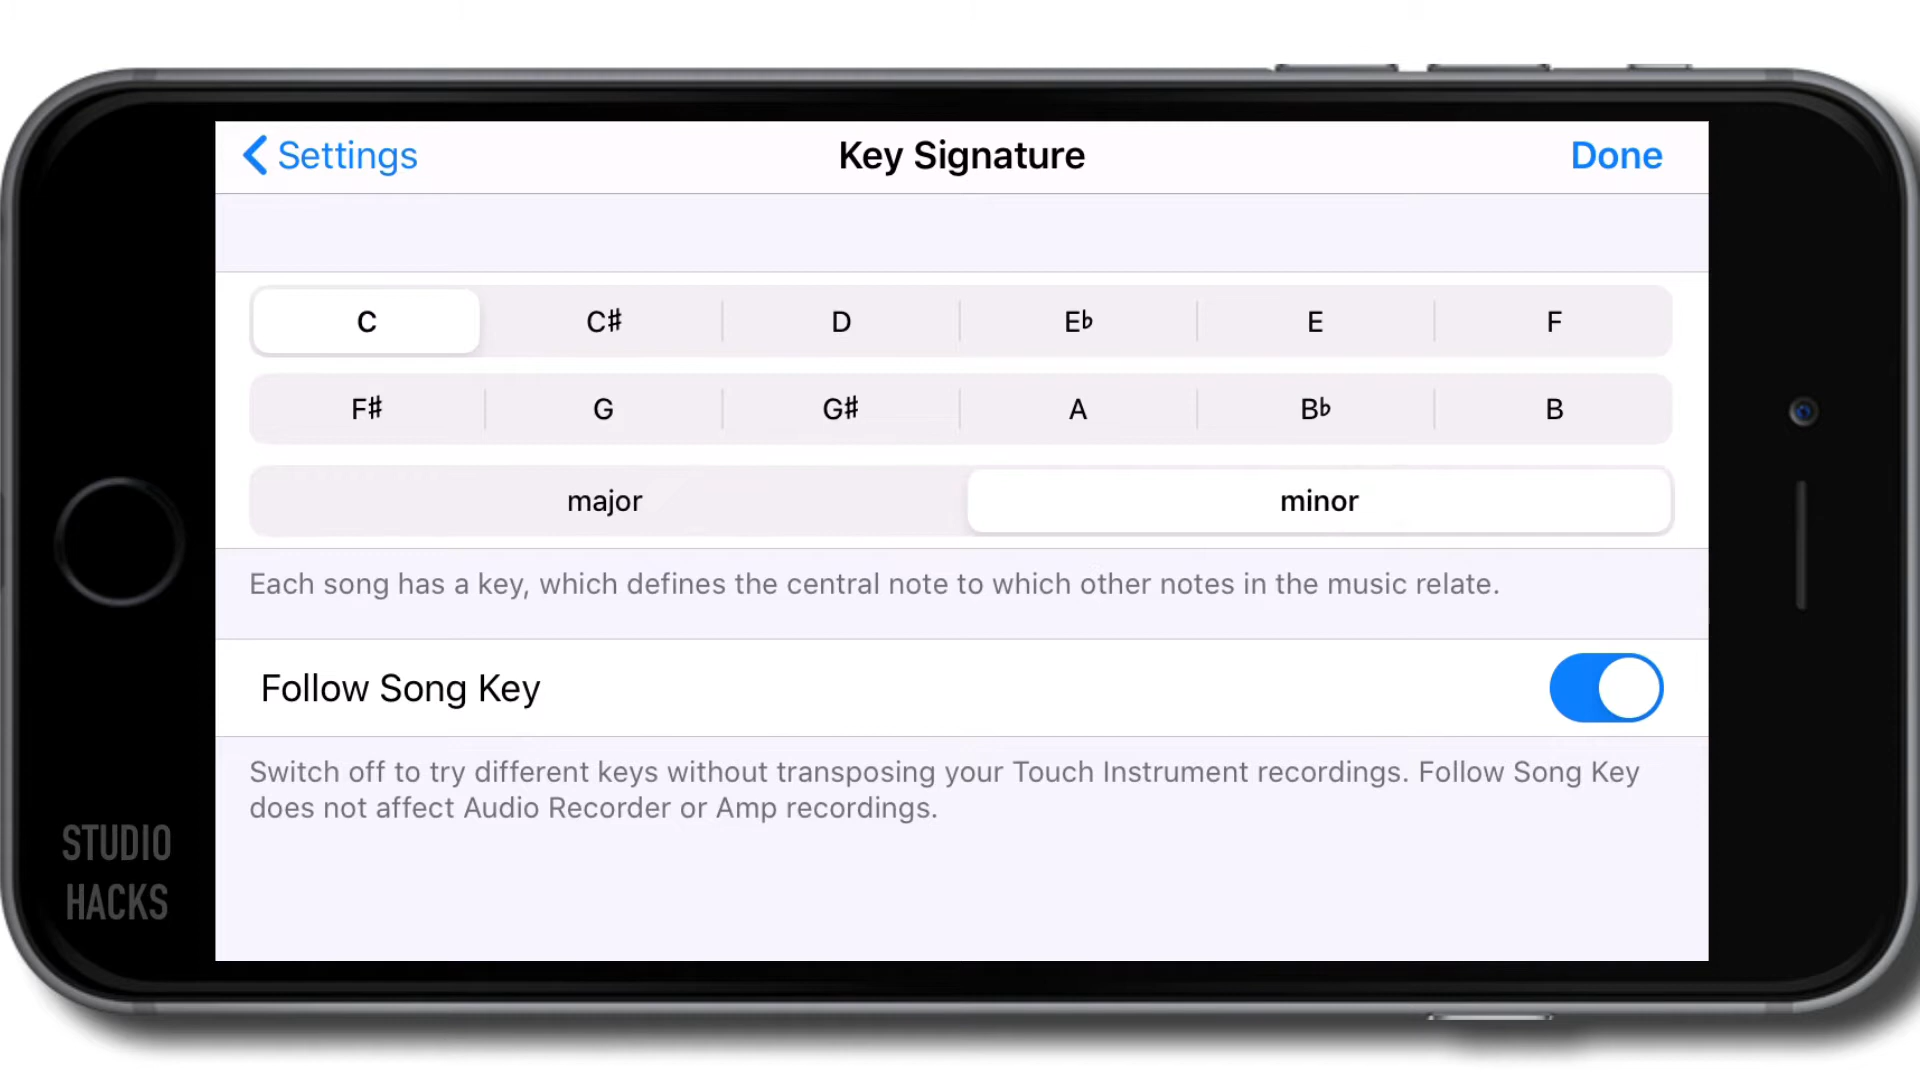 Settings
Key Signature
Done
C C♯ D E♭ E F
F♯ G G♯ A B♭ B
major minor
Each song has a key, which defines the central note to which other notes in the music relate.
Follow Song Key
Switch off to try different keys without transposing your Touch Instrument recordings. Follow Song Key
does not affect Audio Recorder or Amp recordings.
STUDIO
HACKS